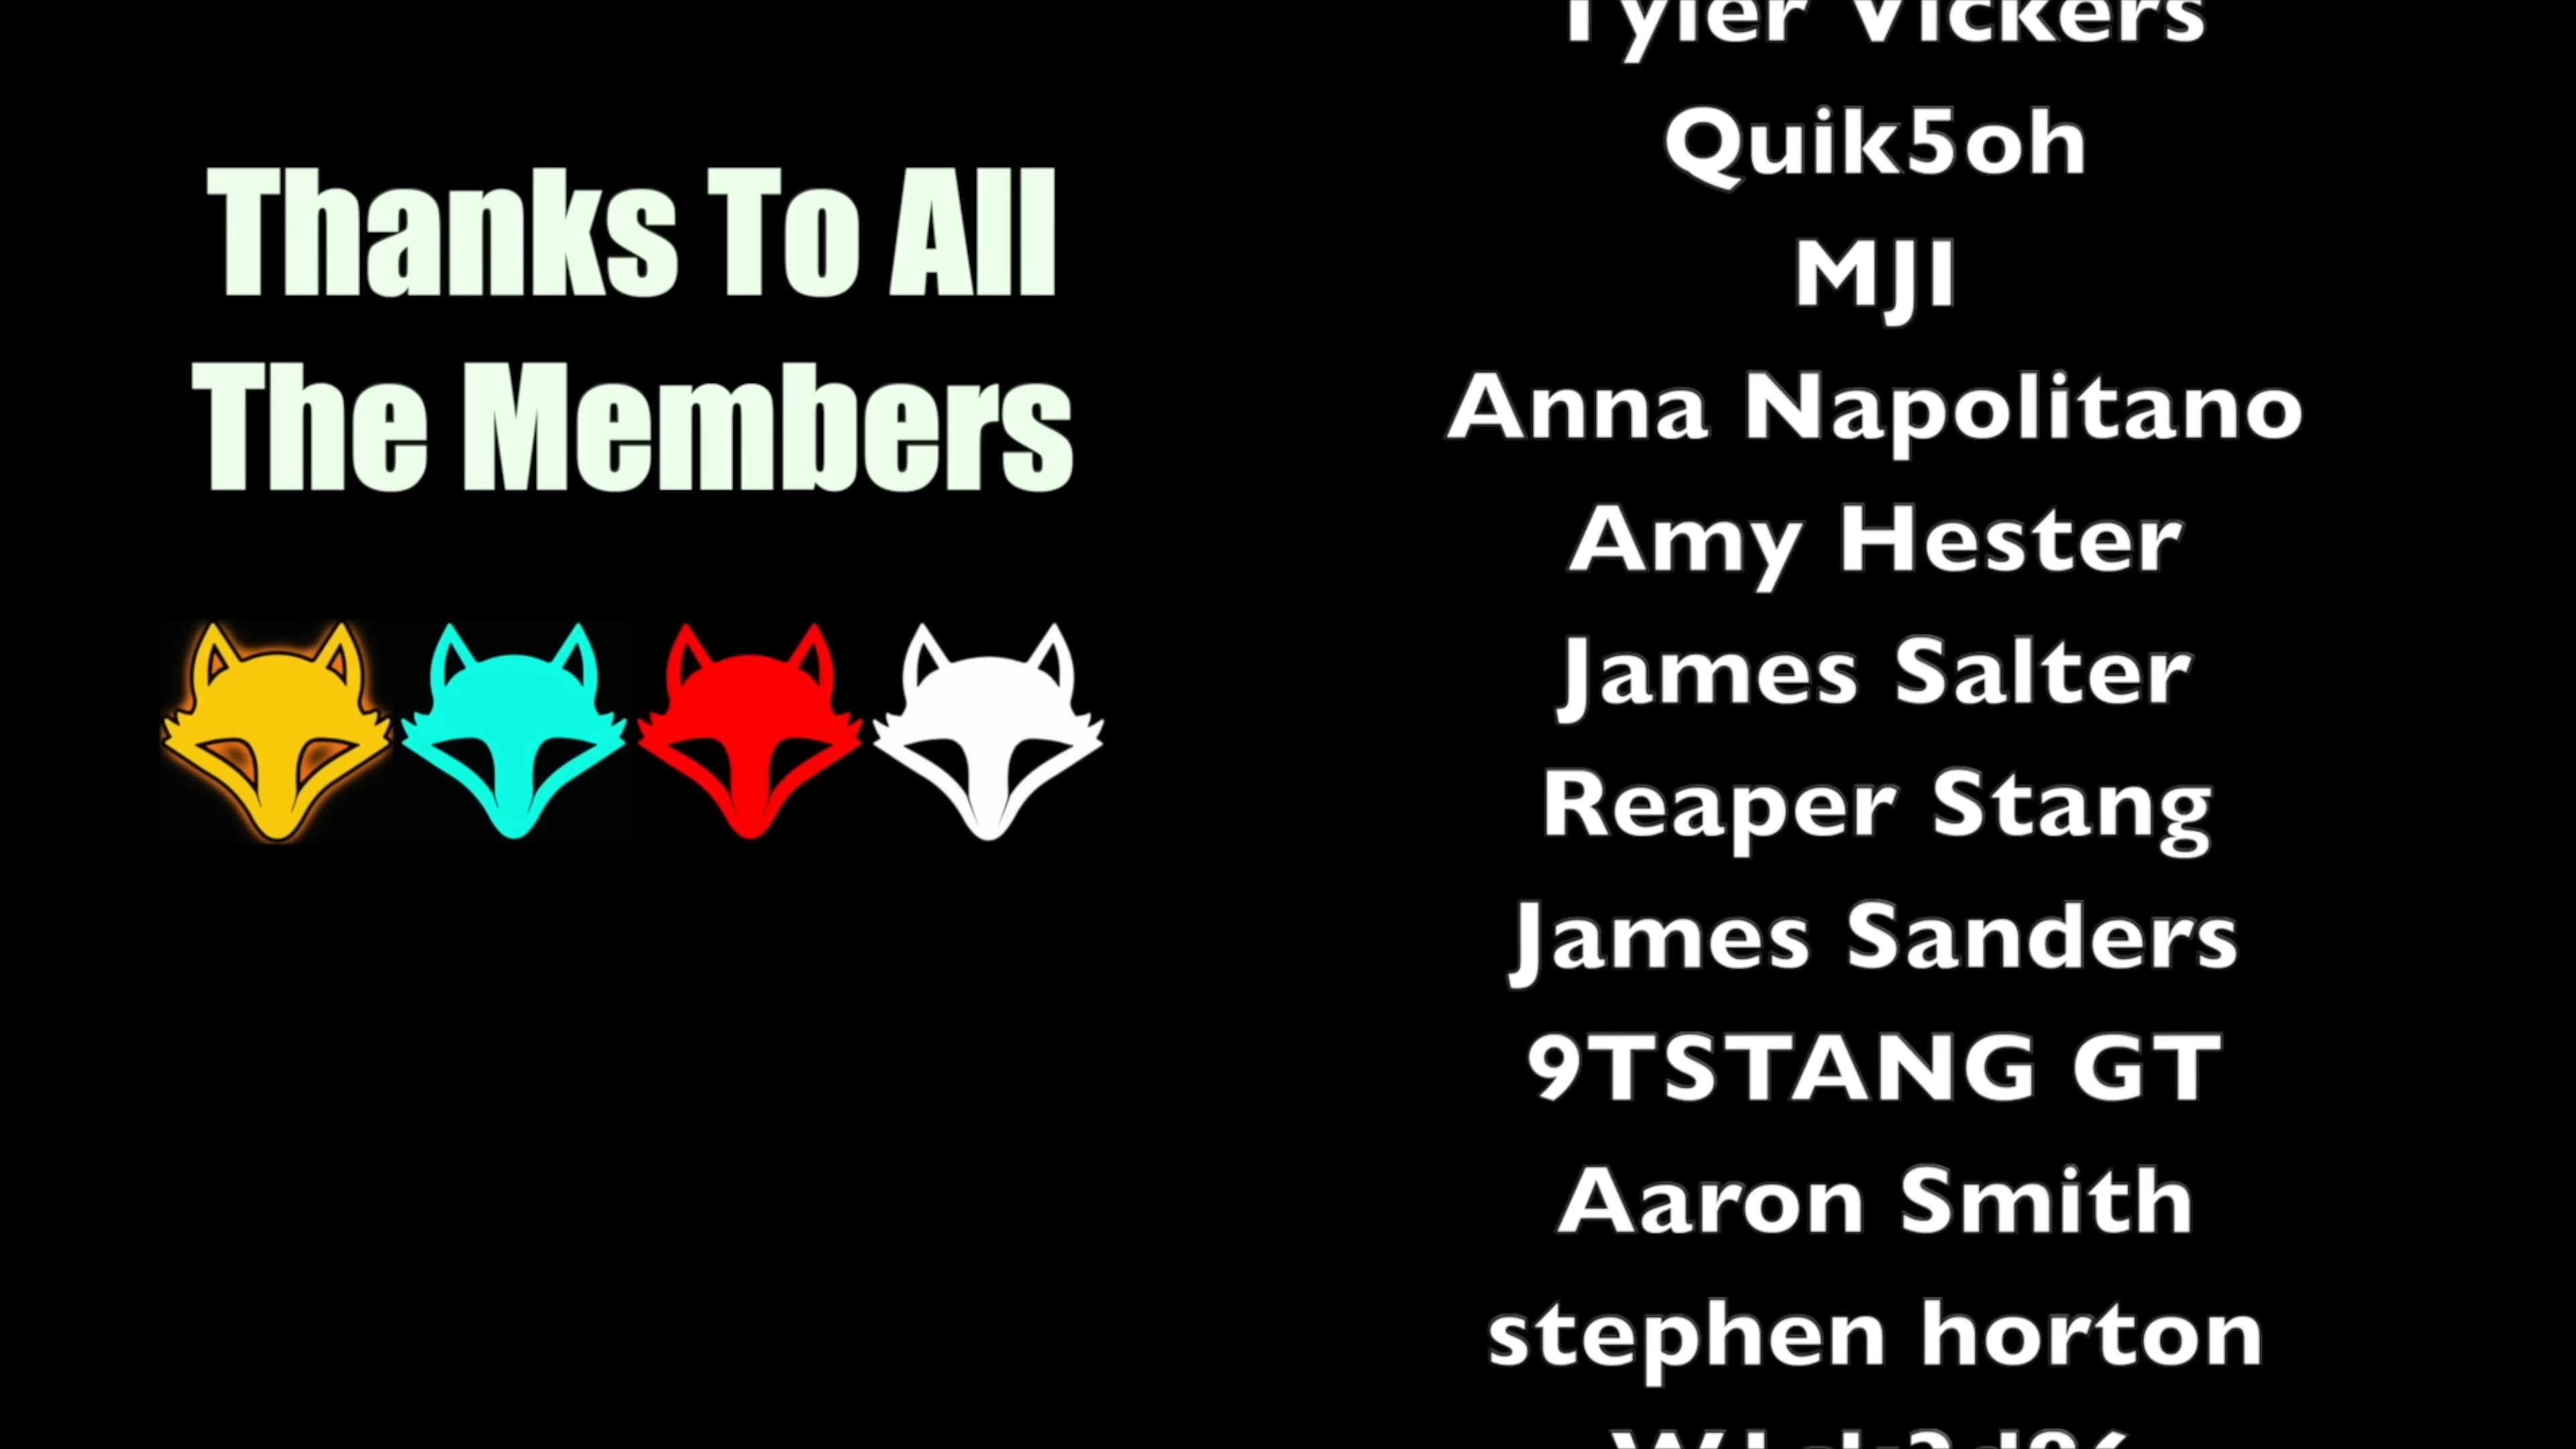 Thanks To All
The Members
Tyler Vickers
Quik5oh
MJI
Anna Napolitano
Amy Hester
James Salter
Reaper Stang
James Sanders
9TSTANG GT
Aaron Smith
stephen horton